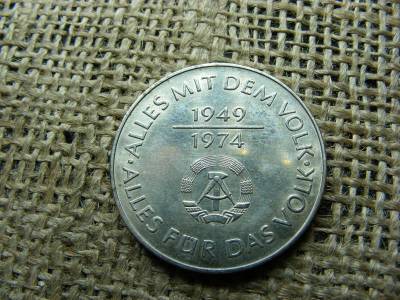 · ALLES MIT DEM VOLK ·
1949
1974
ALLES FÜR DAS VOLK